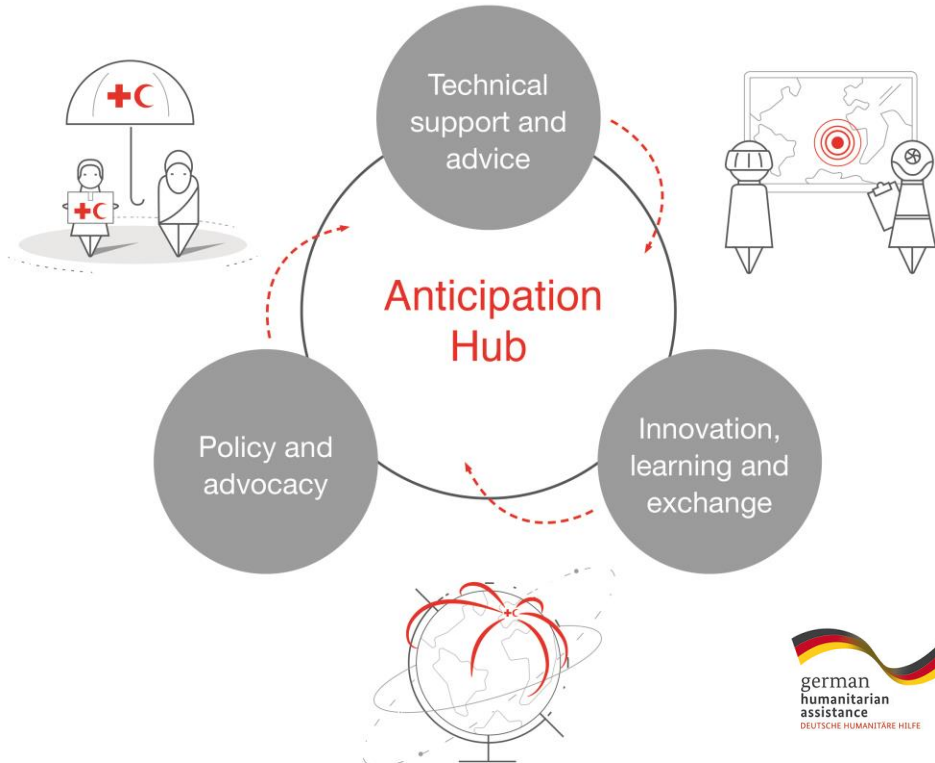 Technical
support and
advice
Anticipation
Hub
Policy and
advocacy
Innovation,
learning and
exchange
german
humanitarian
assistance
DEUTSCHE HUMANITÄRE HILFE